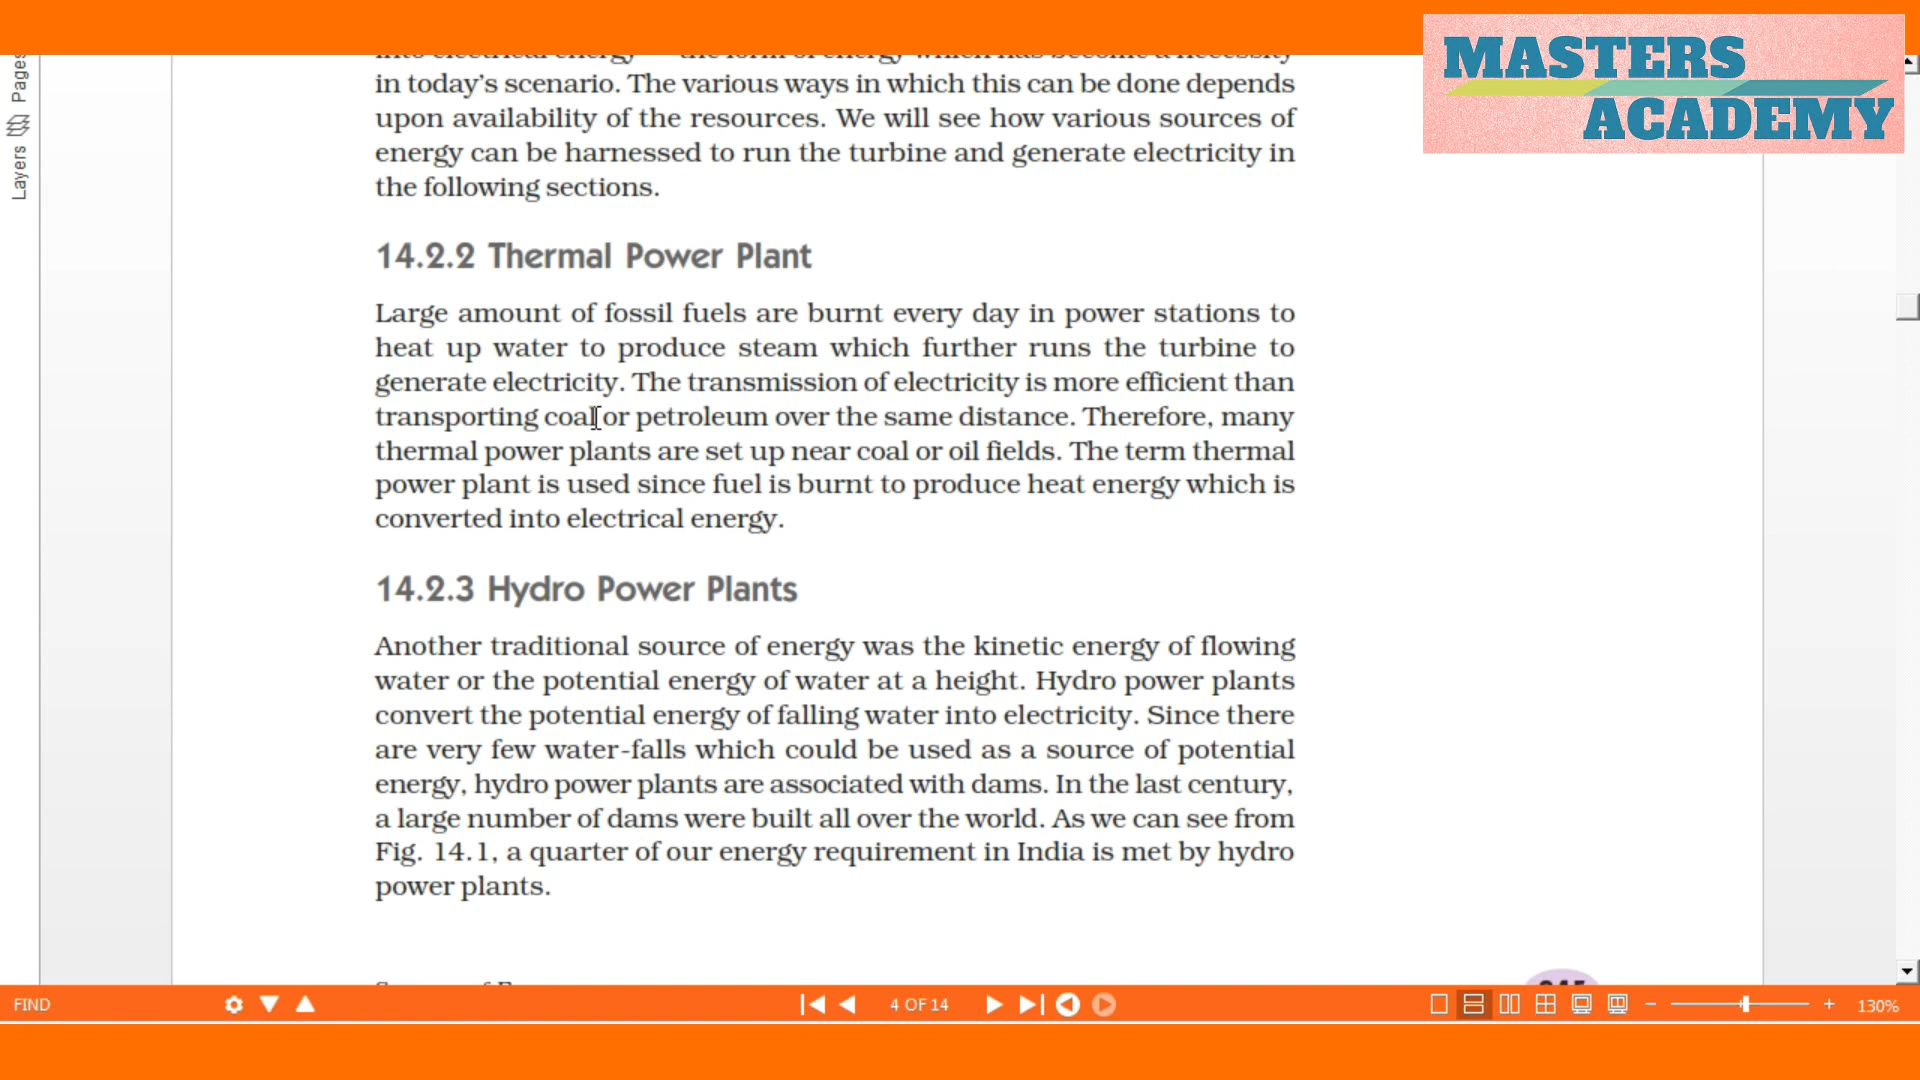 MASTERS
ACADEMY
Pages
Layers
into electrical energy — the form of energy which has become a necessity
in today's scenario. The various ways in which this can be done depends
upon availability of the resources. We will see how various sources of
energy can be harnessed to run the turbine and generate electricity in
the following sections.
14.2.2 Thermal Power Plant
Large amount of fossil fuels are burnt every day in power stations to
heat up water to produce steam which further runs the turbine to
generate electricity. The transmission of electricity is more efficient than
transporting coal or petroleum over the same distance. Therefore, many
thermal power plants are set up near coal or oil fields. The term thermal
power plant is used since fuel is burnt to produce heat energy which is
converted into electrical energy.
14.2.3 Hydro Power Plants
Another traditional source of energy was the kinetic energy of flowing
water or the potential energy of water at a height. Hydro power plants
convert the potential energy of falling water into electricity. Since there
are very few water-falls which could be used as a source of potential
energy, hydro power plants are associated with dams. In the last century,
a large number of dams were built all over the world. As we can see from
Fig. 14.1, a quarter of our energy requirement in India is met by hydro
power plants.
FIND
4 OF 14
130%